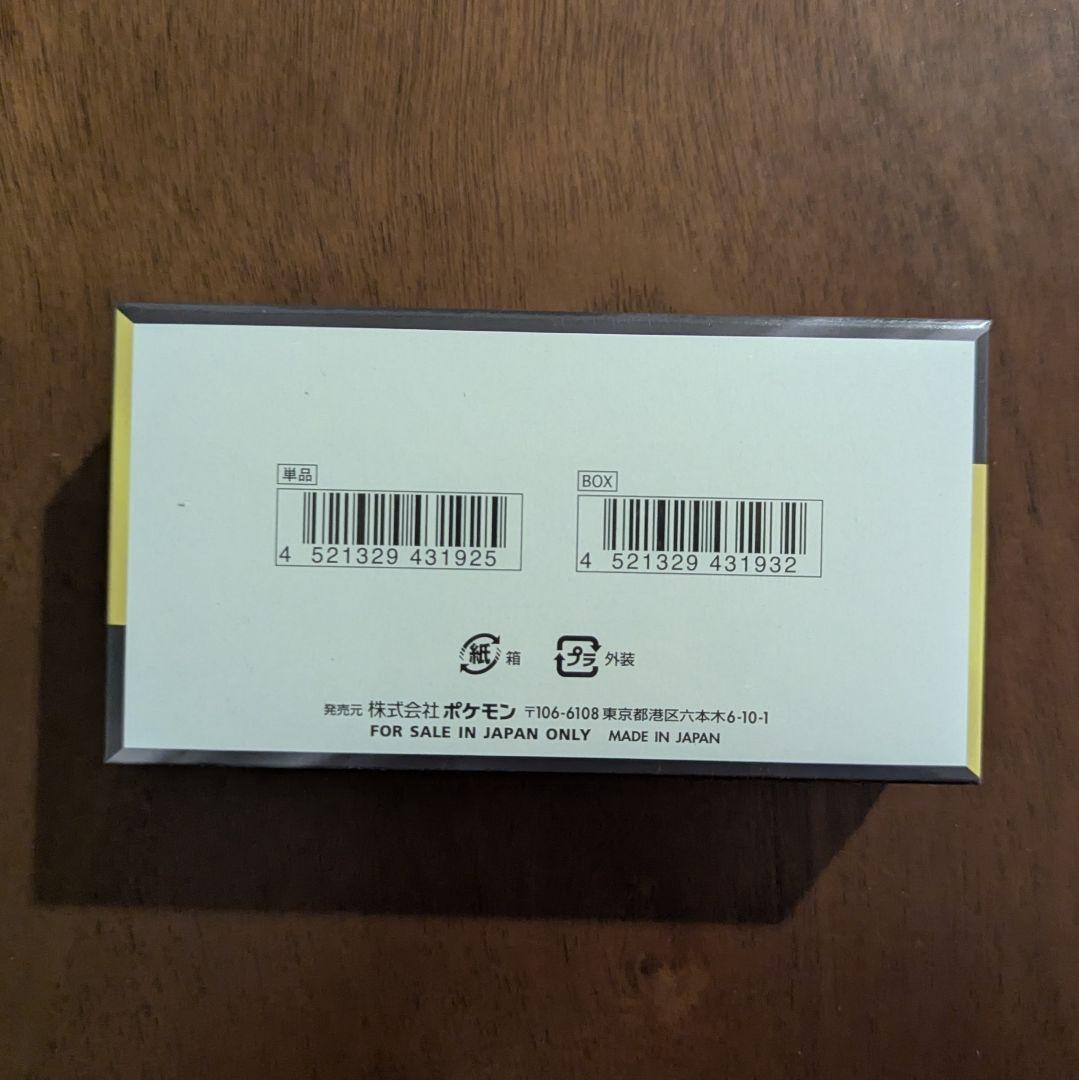 単品
4 521329 431925
BOX
4 521329 431932
紙 箱
プラ 外装
発売元 株式会社ポケモン 〒106-6108 東京都港区六本木6-10-1
FOR SALE IN JAPAN ONLY MADE IN JAPAN